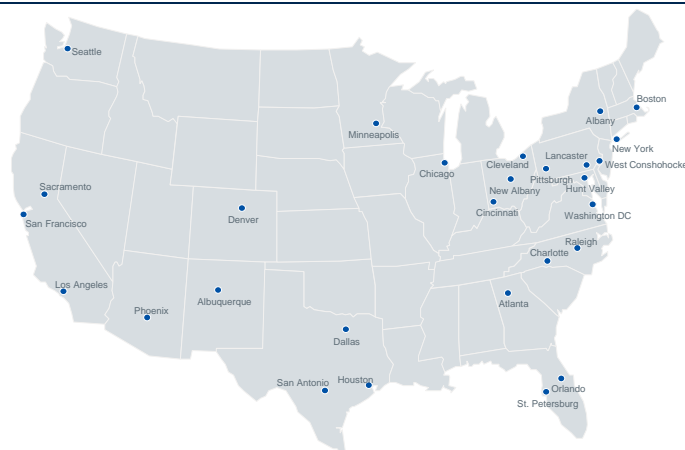 Seattle
Boston
Albany
Minneapolis
New York
Lancaster
Cleveland
West Conshohocke
Chicago
Pittsburgh
Sacramento
New Albany
Hunt Valley
Cincinnati
Washington DC
Denver
San Francisco
Raleigh
Charlotte
Los Angeles
Albuquerque
Atlanta
Phoenix
Dallas
San Antonio
Houston
Orlando
St. Petersburg